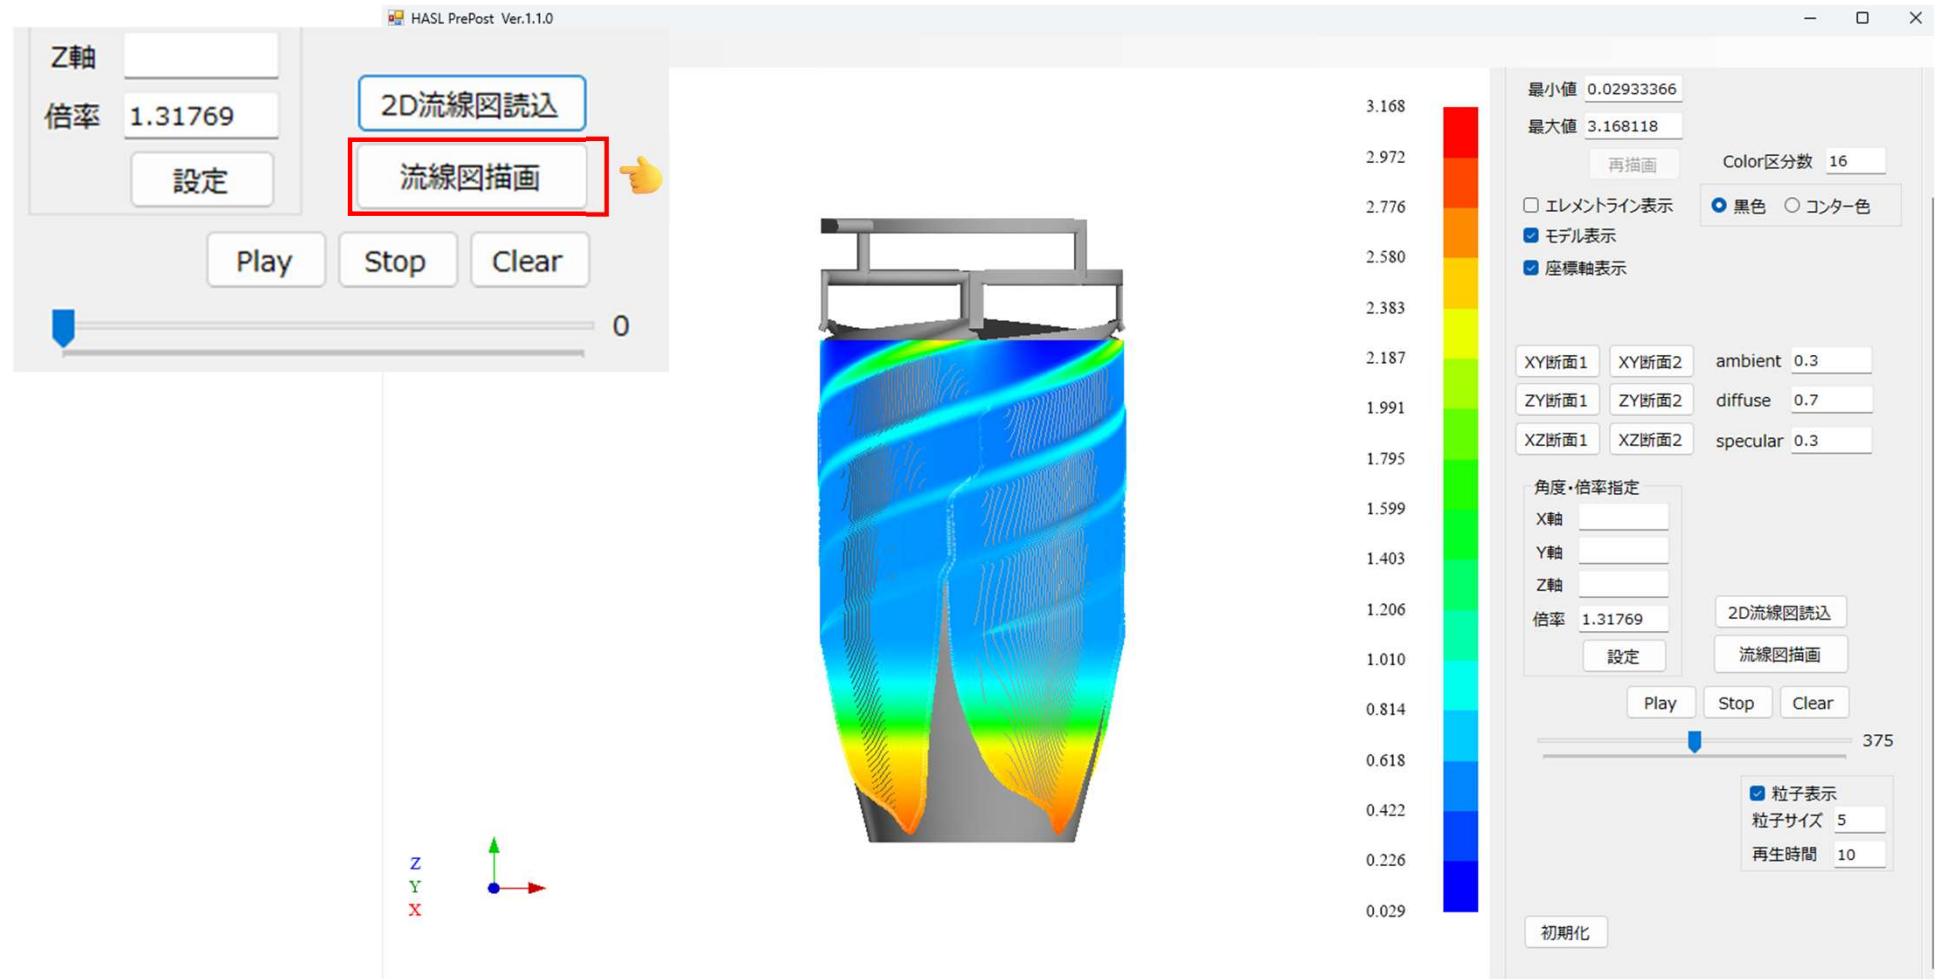 HASL PrePost Ver.1.1.0
Z軸
倍率 1.31769
設定
2D流線図読込
流線図描画
Play Stop Clear
0
3.168
2.972
2.776
2.580
2.383
2.187
1.991
1.795
1.599
1.403
1.206
1.010
0.814
0.618
0.422
0.226
0.029
Z
Y
X
最小値 0.02933366
最大値 3.168118
再描画 Color区分数 16
エレメントライン表示 黒色 コンター色
モデル表示
座標軸表示
XY断面1 XY断面2 ambient 0.3
ZY断面1 ZY断面2 diffuse 0.7
XZ断面1 XZ断面2 specular 0.3
角度・倍率指定
X軸
Y軸
Z軸
倍率 1.31769
設定
2D流線図読込
流線図描画
Play Stop Clear
375
粒子表示
粒子サイズ 5
再生時間 10
初期化